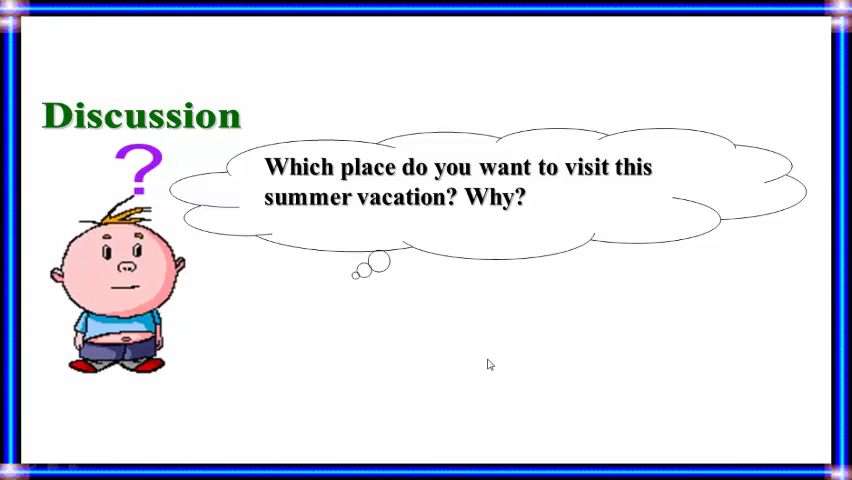 Discussion
?
Which place do you want to visit this
summer vacation? Why?